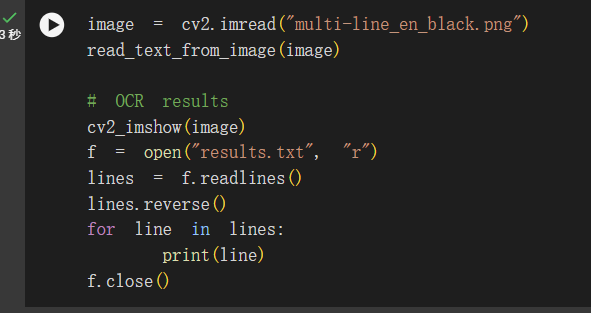 3秒
image = cv2.imread("multi-line_en_black.png")
read_text_from_image(image)
# OCR results
cv2_imshow(image)
f = open("results.txt", "r")
lines = f.readlines()
lines.reverse()
for line in lines:
    print(line)
f.close()